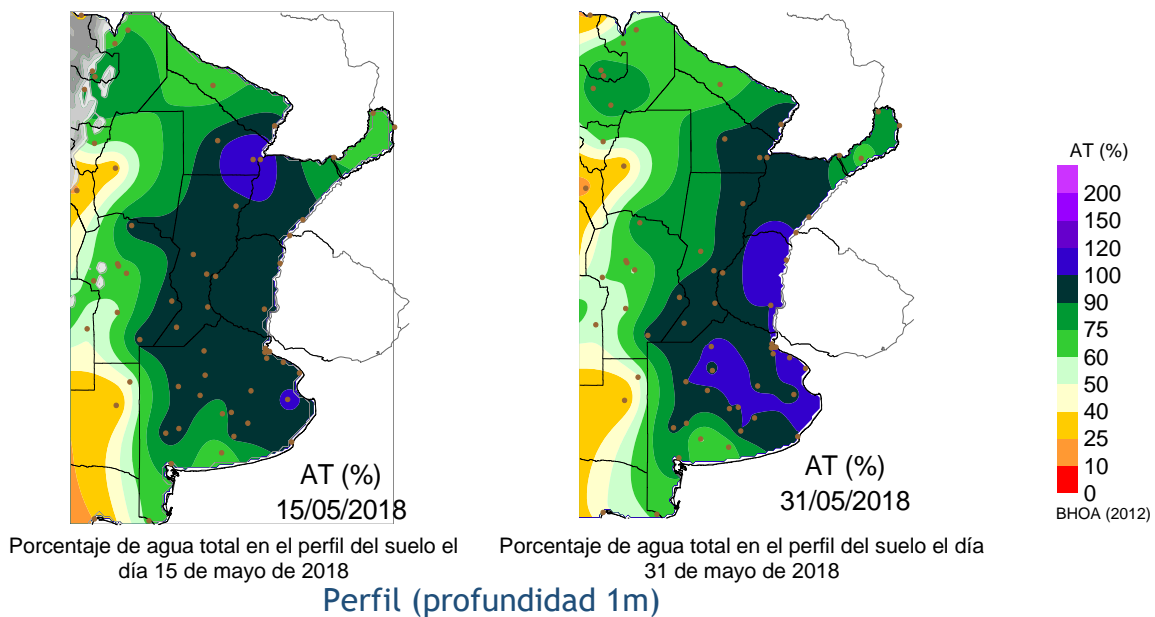 AT (%)
15/05/2018
Porcentaje de agua total en el perfil del suelo el
día 15 de mayo de 2018
AT (%)
31/05/2018
Porcentaje de agua total en el perfil del suelo el día
31 de mayo de 2018
AT (%)
200
150
120
100
90
75
60
50
40
25
10
0
BHOA (2012)
Perfil (profundidad 1m)